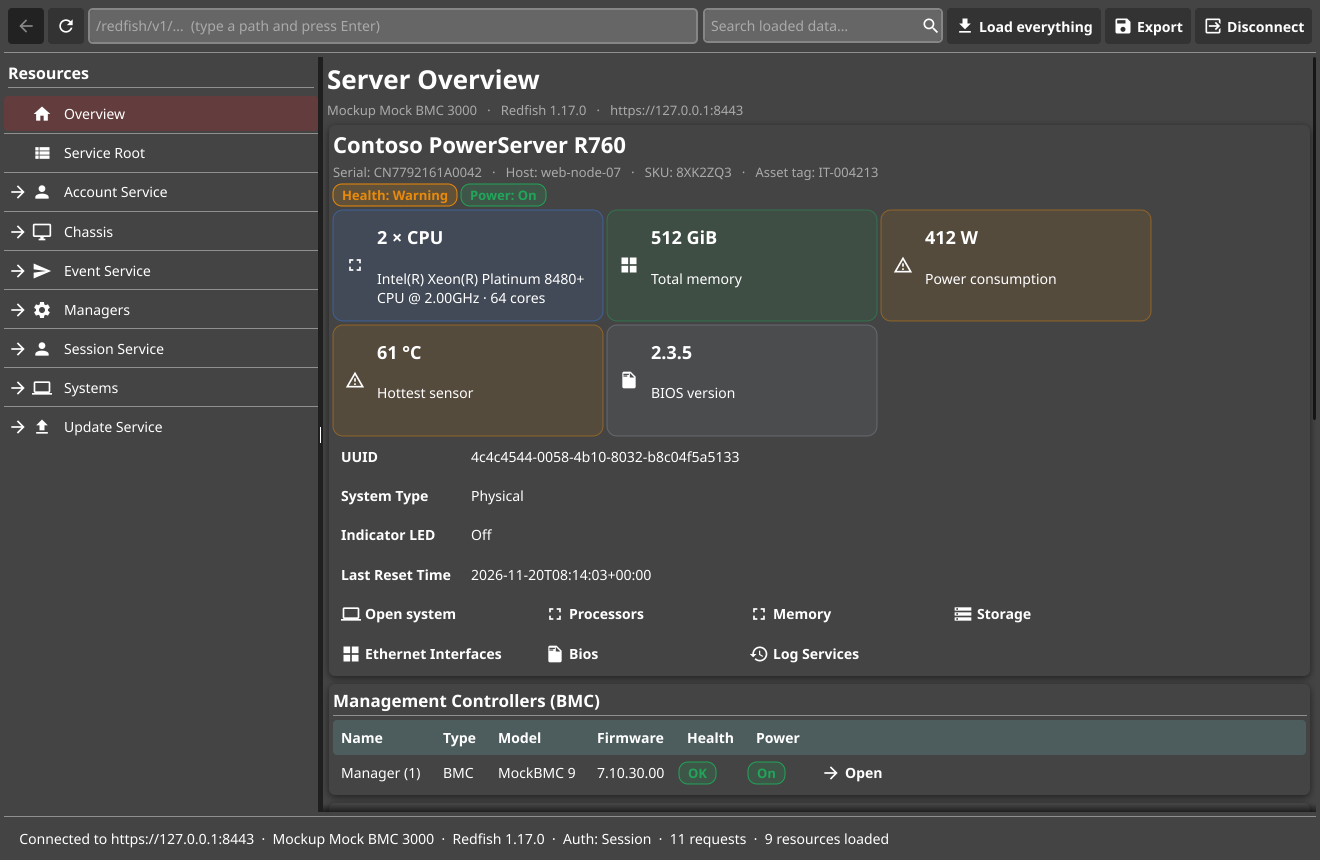 /redfish/v1/... (type a path and press Enter)
Search loaded data...
Load everything
Export
Disconnect
Resources
Overview
Service Root
Account Service
Chassis
Event Service
Managers
Session Service
Systems
Update Service
Server Overview
Mockup Mock BMC 3000 · Redfish 1.17.0 · https://127.0.0.1:8443
Contoso PowerServer R760
Serial: CN7792161A0042 · Host: web-node-07 · SKU: 8XK2ZQ3 · Asset tag: IT-004213
Health: Warning Power: On
2 × CPU
Intel(R) Xeon(R) Platinum 8480+
CPU @ 2.00GHz · 64 cores
512 GiB
Total memory
412 W
Power consumption
61 °C
Hottest sensor
2.3.5
BIOS version
UUID 4c4c4544-0058-4b10-8032-b8c04f5a5133
System Type Physical
Indicator LED Off
Last Reset Time 2026-11-20T08:14:03+00:00
Open system Processors Memory Storage
Ethernet Interfaces Bios Log Services
Management Controllers (BMC)
Name Type Model Firmware Health Power
Manager (1) BMC MockBMC 9 7.10.30.00 OK On Open
Connected to https://127.0.0.1:8443 · Mockup Mock BMC 3000 · Redfish 1.17.0 · Auth: Session · 11 requests · 9 resources loaded